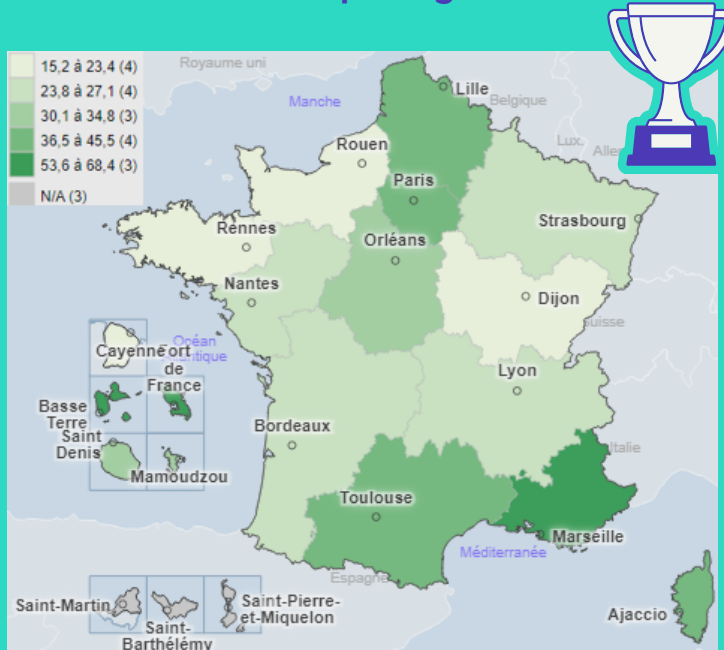 15,2 à 23,4 (4)
23,8 à 27,1 (4)
30,1 à 34,8 (3)
36,5 à 45,5 (4)
53,6 à 68,4 (3)
N/A (3)
Royaume uni
Manche
Lille
Belgique
Lux.
Rouen
Paris
Strasbourg
Rennes
Orléans
Nantes
Dijon
Suisse
Océan
Atlantique
Cayenne
Fort
de
France
Lyon
Basse
Terre
Saint
Denis
Mamoudzou
Bordeaux
Italie
Toulouse
Marseille
Méditerranée
Espagne
Saint-Martin
Saint-
Barthélémy
Saint-Pierre-
et-Miquelon
Ajaccio